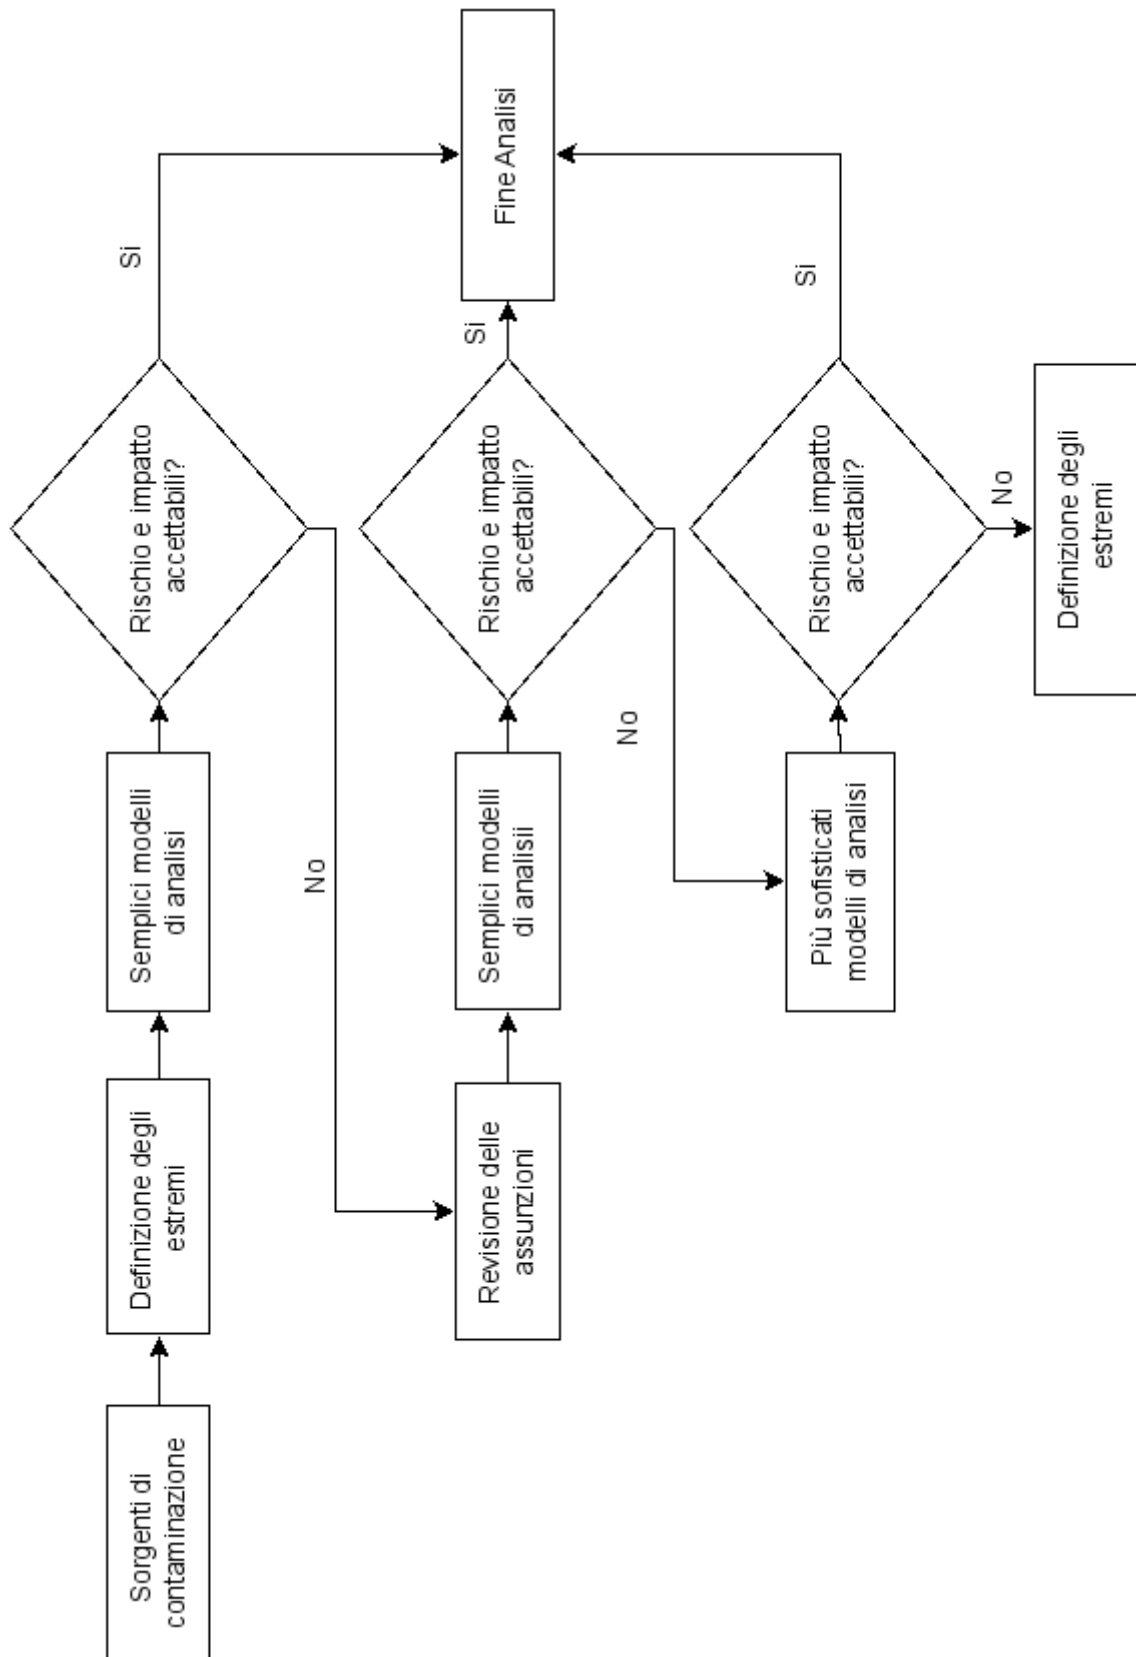 Sorgenti di
contaminazione
Definizione degli
estremi
Semplici modelli
di analisi
Rischio e impatto
accettabili?
Si
No
Fine Analisi
Revisione delle
assunzioni
Semplici modelli
di analisii
Rischio e impatto
accettabili?
Si
No
Più sofisticati
modelli di analisi
Rischio e impatto
accettabili?
Si
No
Definizione degli
estremi